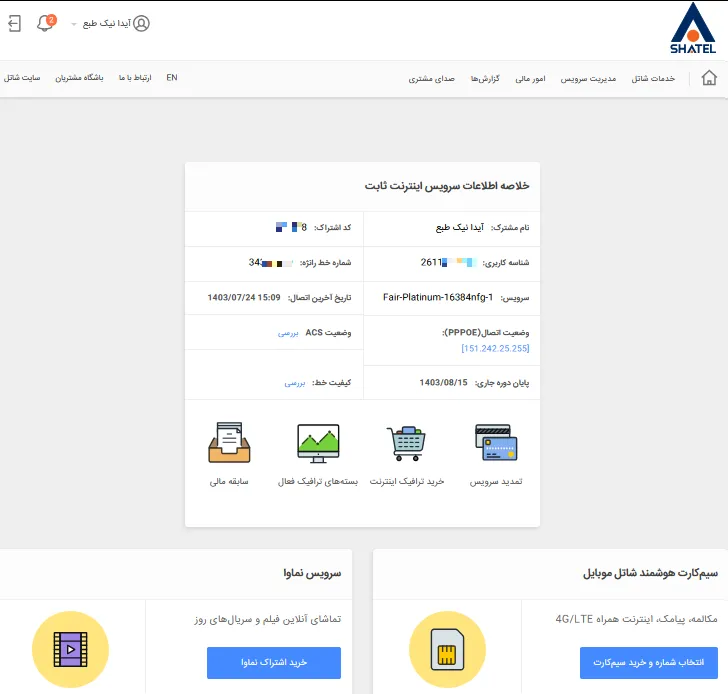 SHATEL
آیدا نیک طبع
2
خدمات شاتل
مدیریت سرویس
امور مالی
گزارش‌ها
صدای مشتری
EN
ارتباط با ما
باشگاه مشتریان
سایت شاتل
خلاصه اطلاعات سرویس اینترنت ثابت
نام مشترک: آیدا نیک طبع
کد اشتراک: 8
شناسه کاربری: 2611
شماره خط رانژه: 34
سرویس: Fair-Platinum-16384nfg-1
تاریخ آخرین اتصال: 1403/07/24 15:09
وضعیت اتصال(PPPOE):
[151.242.25.255]
وضعیت ACS بررسی
پایان دوره جاری: 1403/08/15
کیفیت خط: بررسی
تمدید سرویس
خرید ترافیک اینترنت
بسته‌های ترافیک فعال
سابقه مالی
سیم‌کارت هوشمند شاتل موبایل
مکالمه، پیامک، اینترنت همراه 4G/LTE
انتخاب شماره و خرید سیم‌کارت
سرویس نماوا
تماشای آنلاین فیلم و سریال‌های روز
خرید اشتراک نماوا